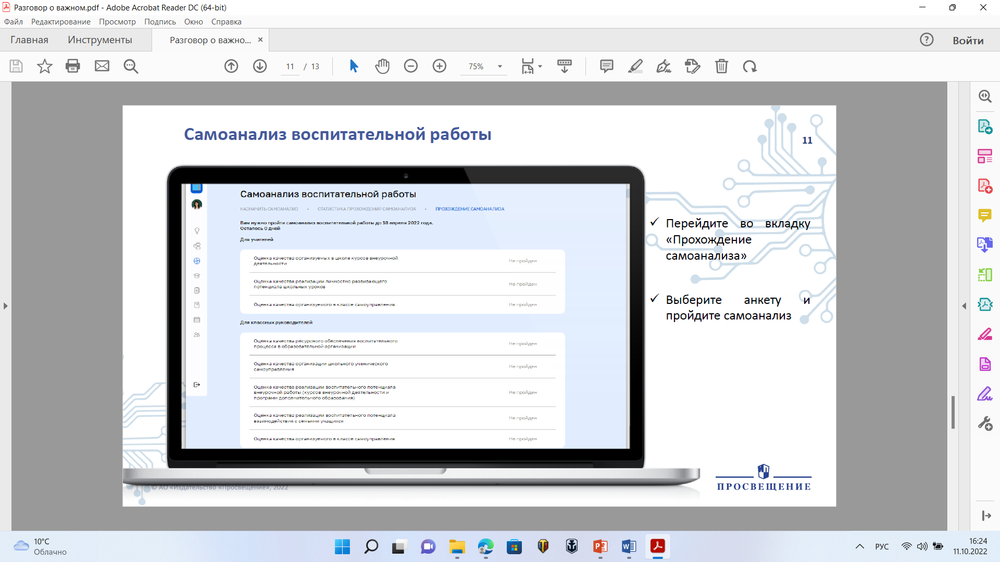 Разговор о важном.pdf - Adobe Acrobat Reader DC (64-bit)
Файл Редактирование Просмотр Подпись Окно Справка
Главная Инструменты Разговор о важно... × Войти
11 / 13 75%
Самоанализ воспитательной работы
11
Самоанализ воспитательной работы
НАЗНАЧИТЬ САМОАНАЛИЗ • СТАТИСТИКА ПРОХОЖДЕНИЯ САМОАНАЛИЗА • ПРОХОЖДЕНИЕ САМОАНАЛИЗА
Вам нужно пройти самоанализ воспитательной работы до 18 апреля 2022 года.
Осталось 0 дней
Для учителей
Оценка качества организуемых в школе курсов внеурочной
деятельности
Не пройден
Оценка качества реализации личностно развивающего
потенциала школьных уроков
Не пройден
Оценка качества организуемого в классе самоуправления
Не пройден
Для классных руководителей
Оценка качества ресурсного обеспечения воспитательного
процесса в образовательной организации
Не пройден
Оценка качества организации школьного ученического
самоуправления
Не пройден
Оценка качества реализации воспитательного потенциала
внеурочной работы (курсов внеурочной деятельности и
программ дополнительного образования)
Не пройден
Оценка качества реализации воспитательного потенциала
взаимодействия с семьями учащихся
Не пройден
Оценка качества организуемого в классе самоуправления
Не пройден
✓ Перейдите во вкладку
«Прохождение
самоанализа»
✓ Выберите анкету и
пройдите самоанализ
© АО «Издательство «Просвещение», 2022
ПРОСВЕЩЕНИЕ
10°C
Облачно
РУС
16:24
11.10.2022